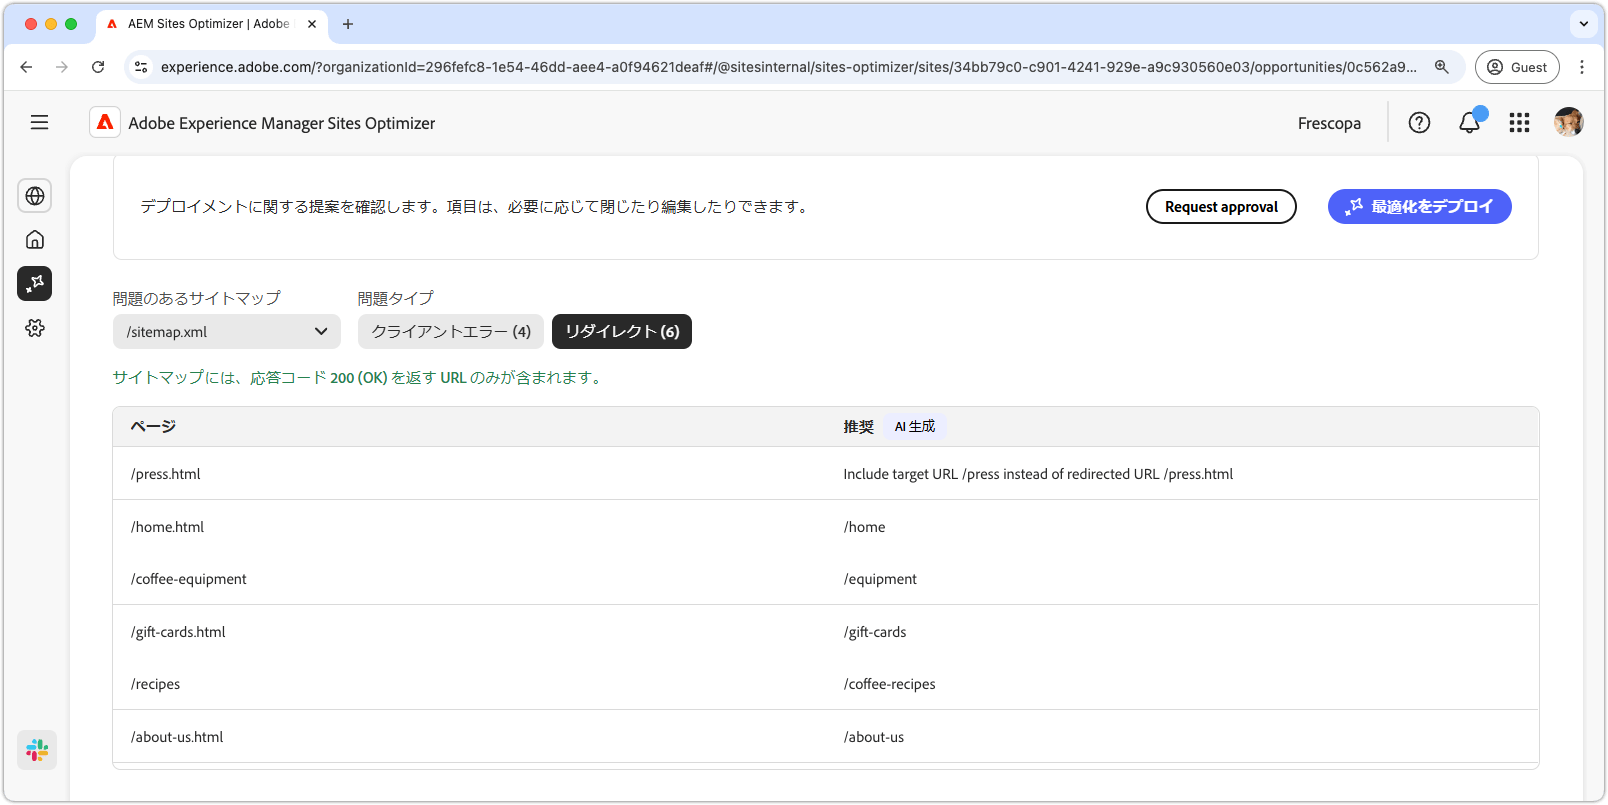 AEM Sites Optimizer | Adobe
experience.adobe.com/?organizationId=296fefc8-1e54-46dd-aee4-a0f94621deaf#/@sitesinternal/sites-optimizer/sites/34bb79c0-c901-4241-929e-a9c930560e03/opportunities/0c562a9...
Guest
Adobe Experience Manager Sites Optimizer
Frescopa
デプロイメントに関する提案を確認します。項目は、必要に応じて閉じたり編集したりできます。
Request approval
最適化をデプロイ
問題のあるサイトマップ
問題タイプ
/sitemap.xml
クライアントエラー (4)
リダイレクト (6)
サイトマップには、応答コード 200 (OK) を返す URL のみが含まれます。
ページ
推奨 AI 生成
/press.html
Include target URL /press instead of redirected URL /press.html
/home.html
/home
/coffee-equipment
/equipment
/gift-cards.html
/gift-cards
/recipes
/coffee-recipes
/about-us.html
/about-us